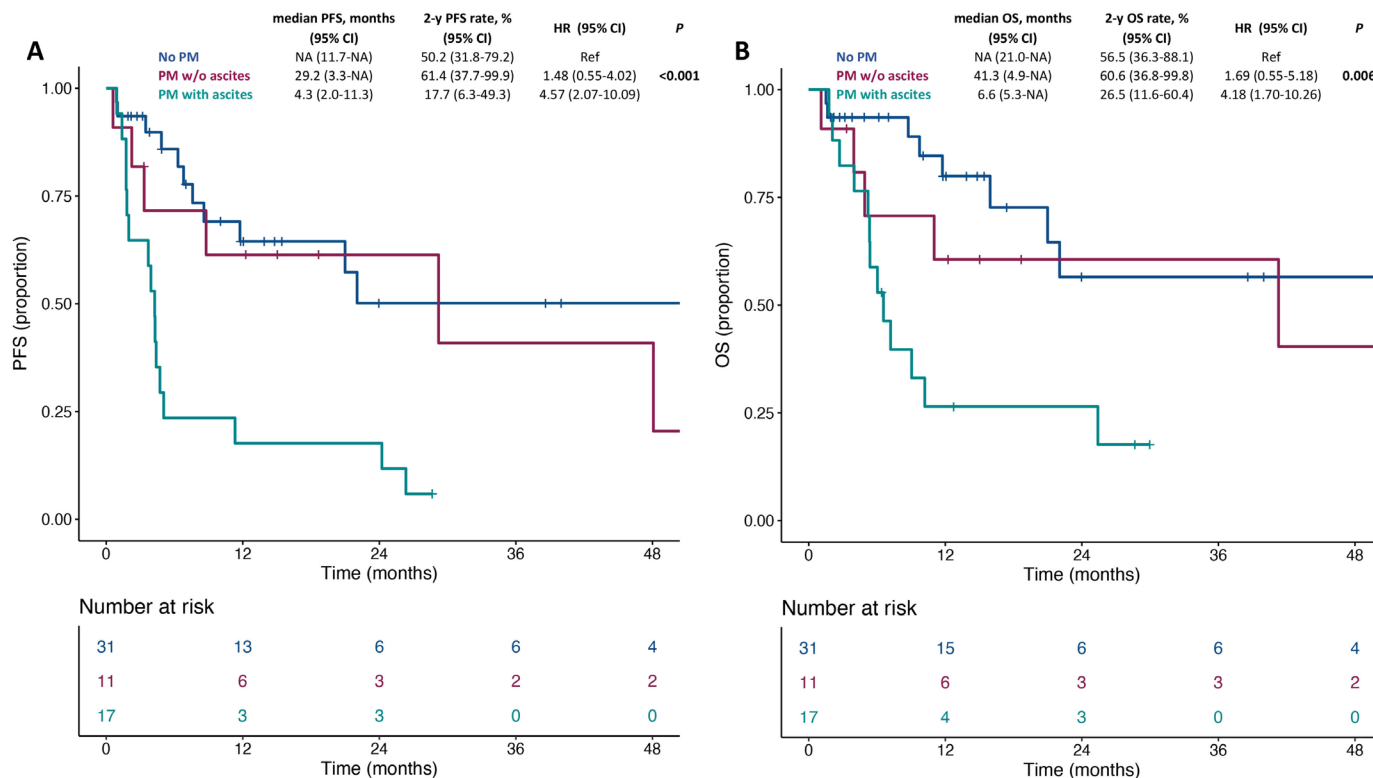 A
median PFS, months 2-y PFS rate, % HR (95% CI) P
(95% CI) (95% CI)
No PM NA (11.7-NA) 50.2 (31.8-79.2) Ref
PM w/o ascites 29.2 (3.3-NA) 61.4 (37.7-99.9) 1.48 (0.55-4.02) <0.001
PM with ascites 4.3 (2.0-11.3) 17.7 (6.3-49.3) 4.57 (2.07-10.09)
1.00
0.75
0.50
0.25
0.00
PFS (proportion)
0 12 24 36 48
Time (months)
Number at risk
31 13 6 6 4
11 6 3 2 2
17 3 3 0 0
0 12 24 36 48
Time (months)
B
median OS, months 2-y OS rate, % HR (95% CI) P
(95% CI) (95% CI)
No PM NA (21.0-NA) 56.5 (36.3-88.1) Ref
PM w/o ascites 41.3 (4.9-NA) 60.6 (36.8-99.8) 1.69 (0.55-5.18) 0.006
PM with ascites 6.6 (5.3-NA) 26.5 (11.6-60.4) 4.18 (1.70-10.26)
1.00
0.75
0.50
0.25
0.00
OS (proportion)
0 12 24 36 48
Time (months)
Number at risk
31 15 6 6 4
11 6 3 3 2
17 4 3 0 0
0 12 24 36 48
Time (months)